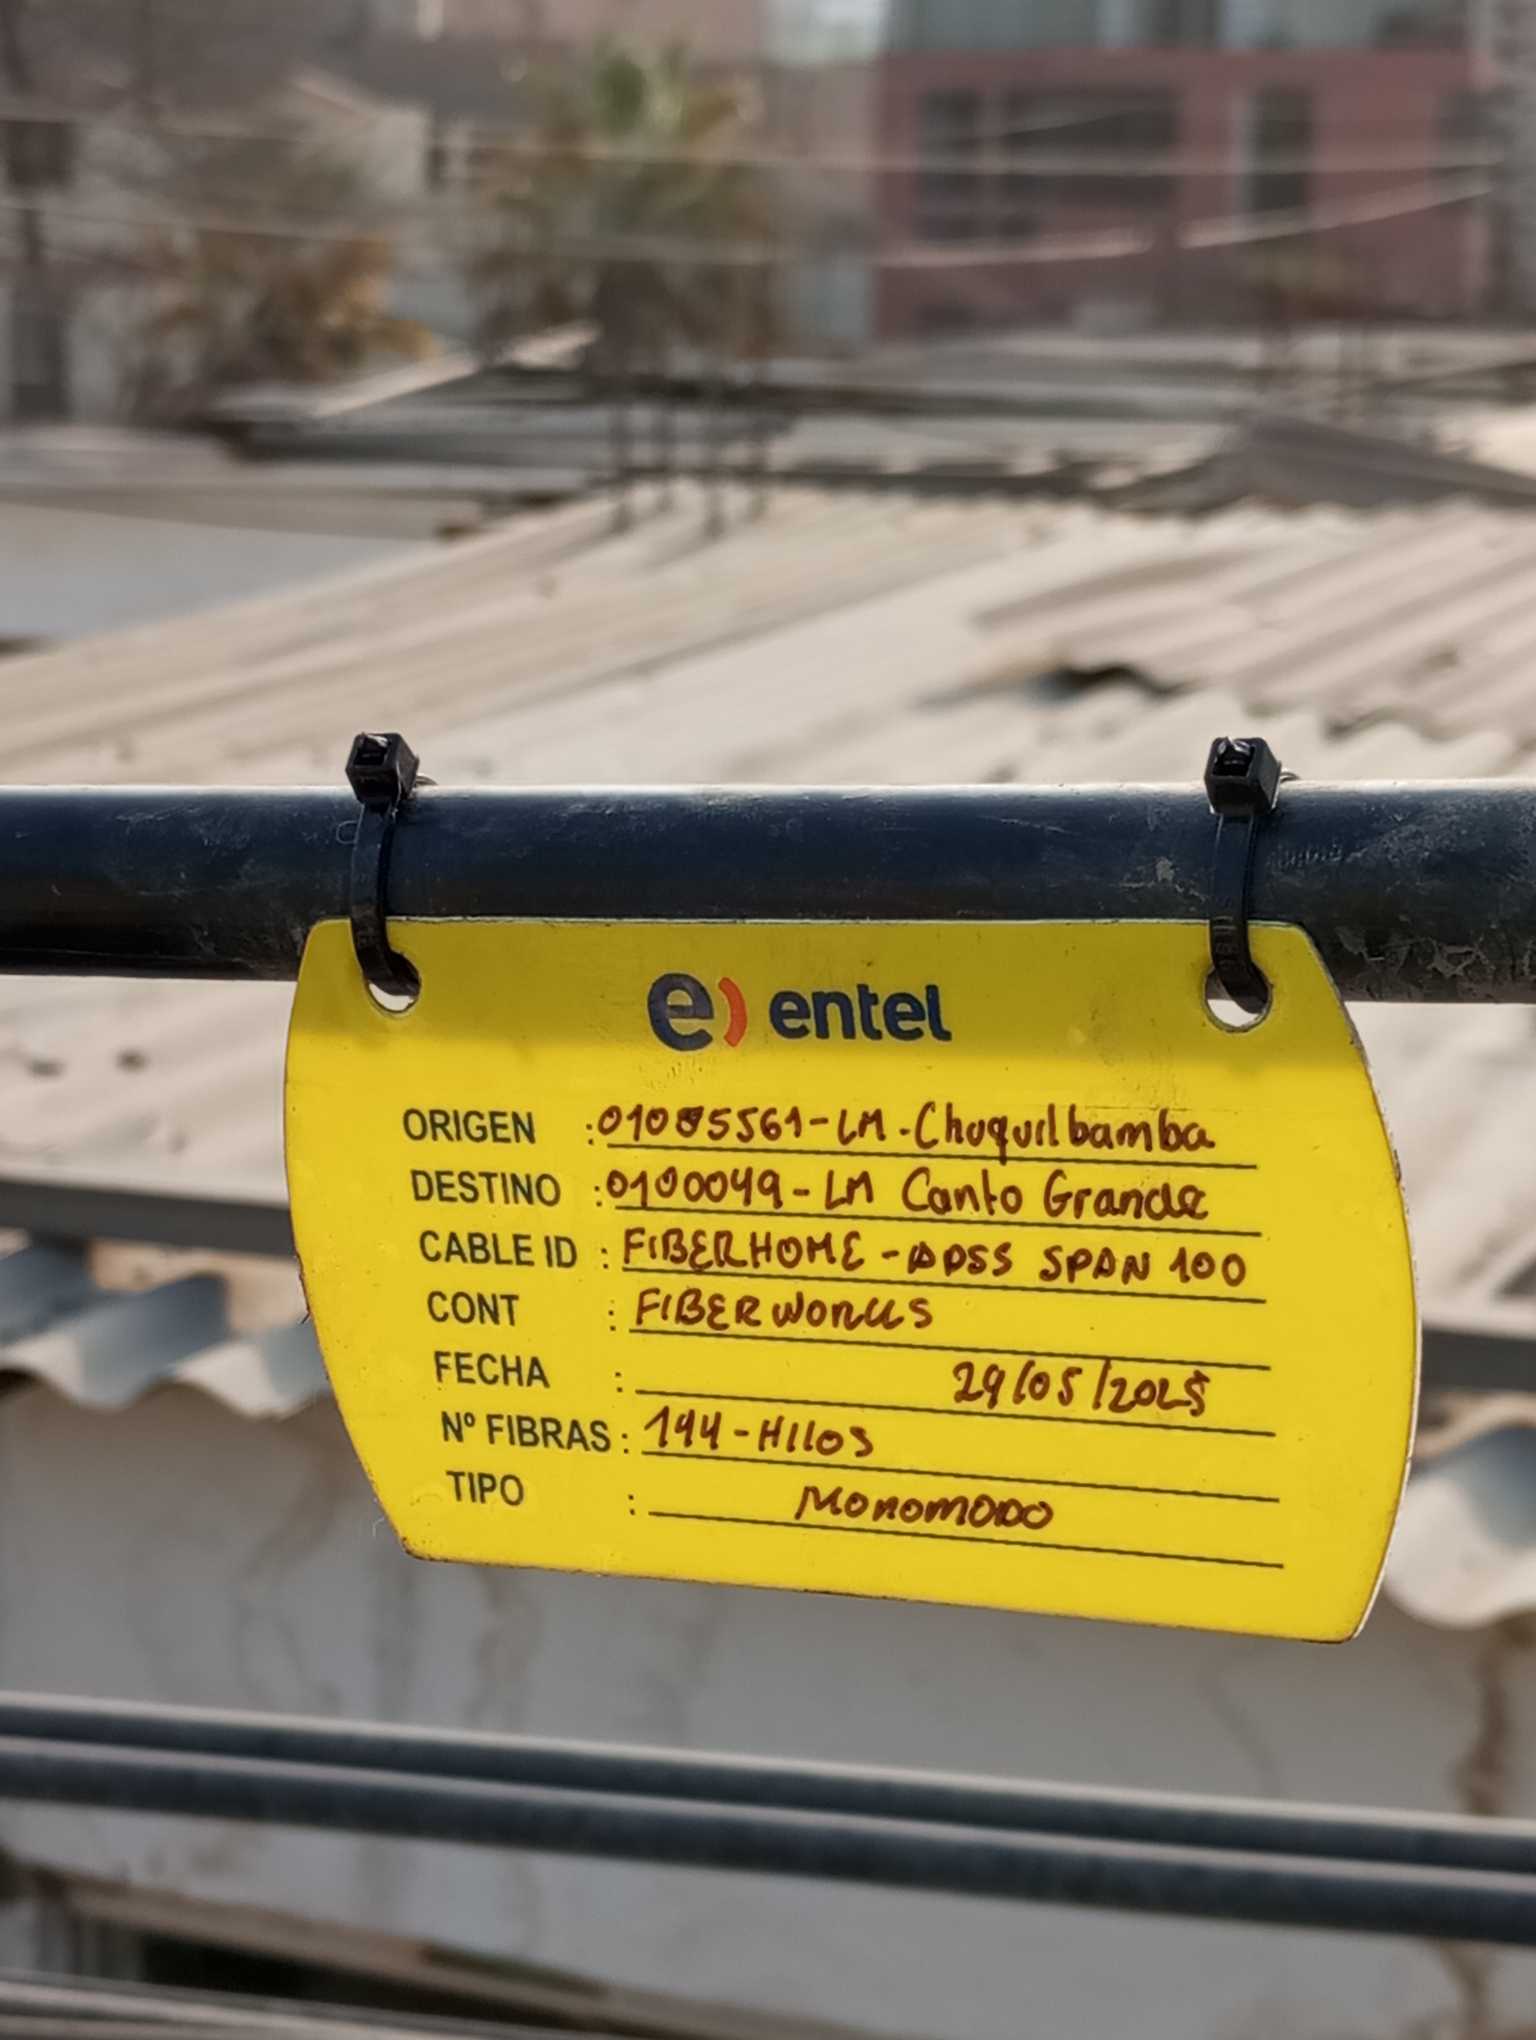 e) entel
ORIGEN : 01085561-LM-Chuquilbamba
DESTINO : 0100049-LM Canto Grande
CABLE ID : FIBERHOME-ADSS SPAN 100
CONT : FIBERWORKS
FECHA : 29/05/2025
Nº FIBRAS : 144-HILOS
TIPO : MONOMODO